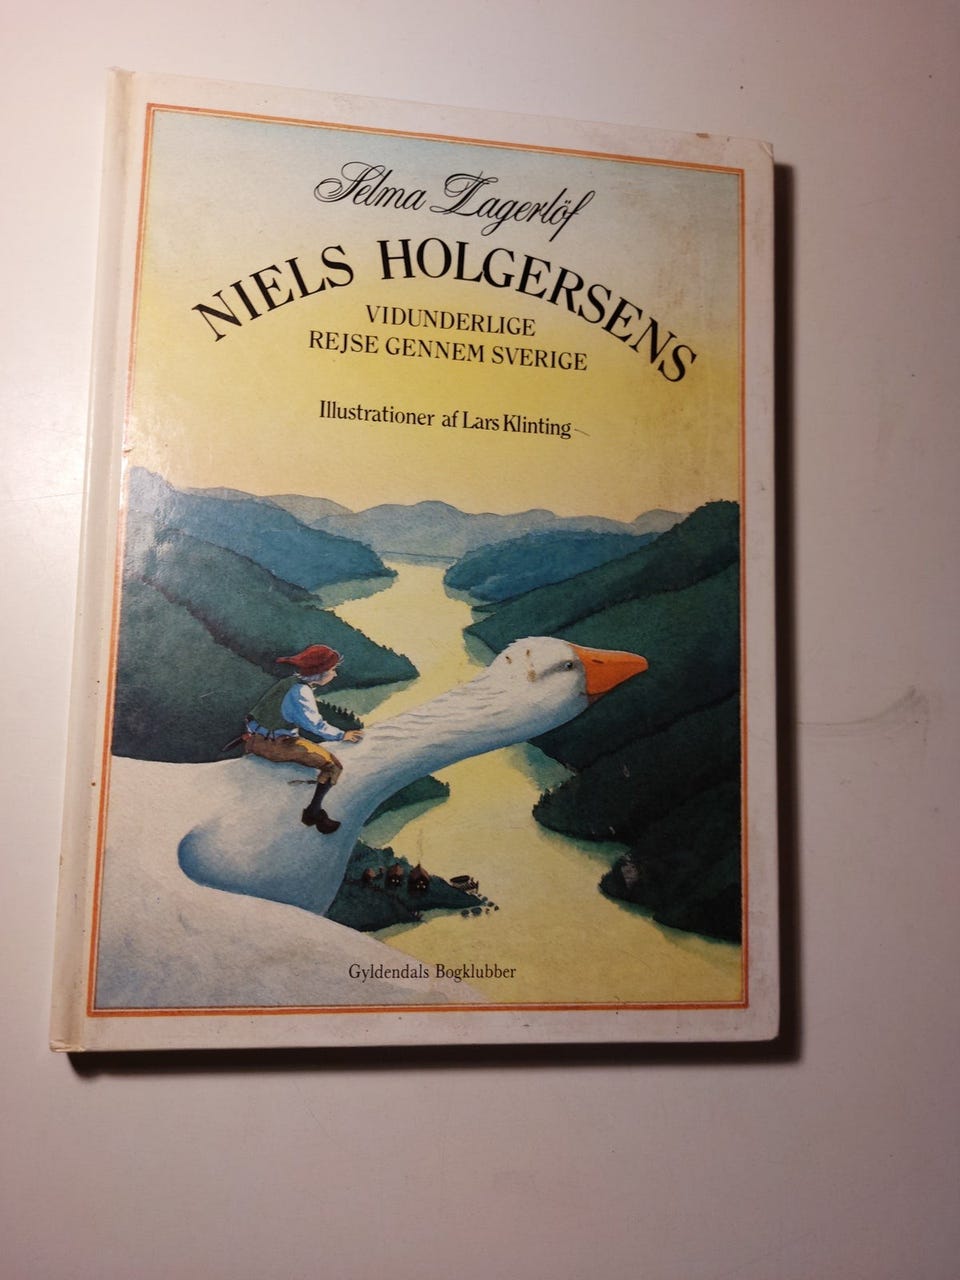 Selma Lagerlöf
NIELS HOLGERSENS
VIDUNDERLIGE
REJSE GENNEM SVERIGE
Illustrationer af Lars Klinting
Gyldendals Bogklubber